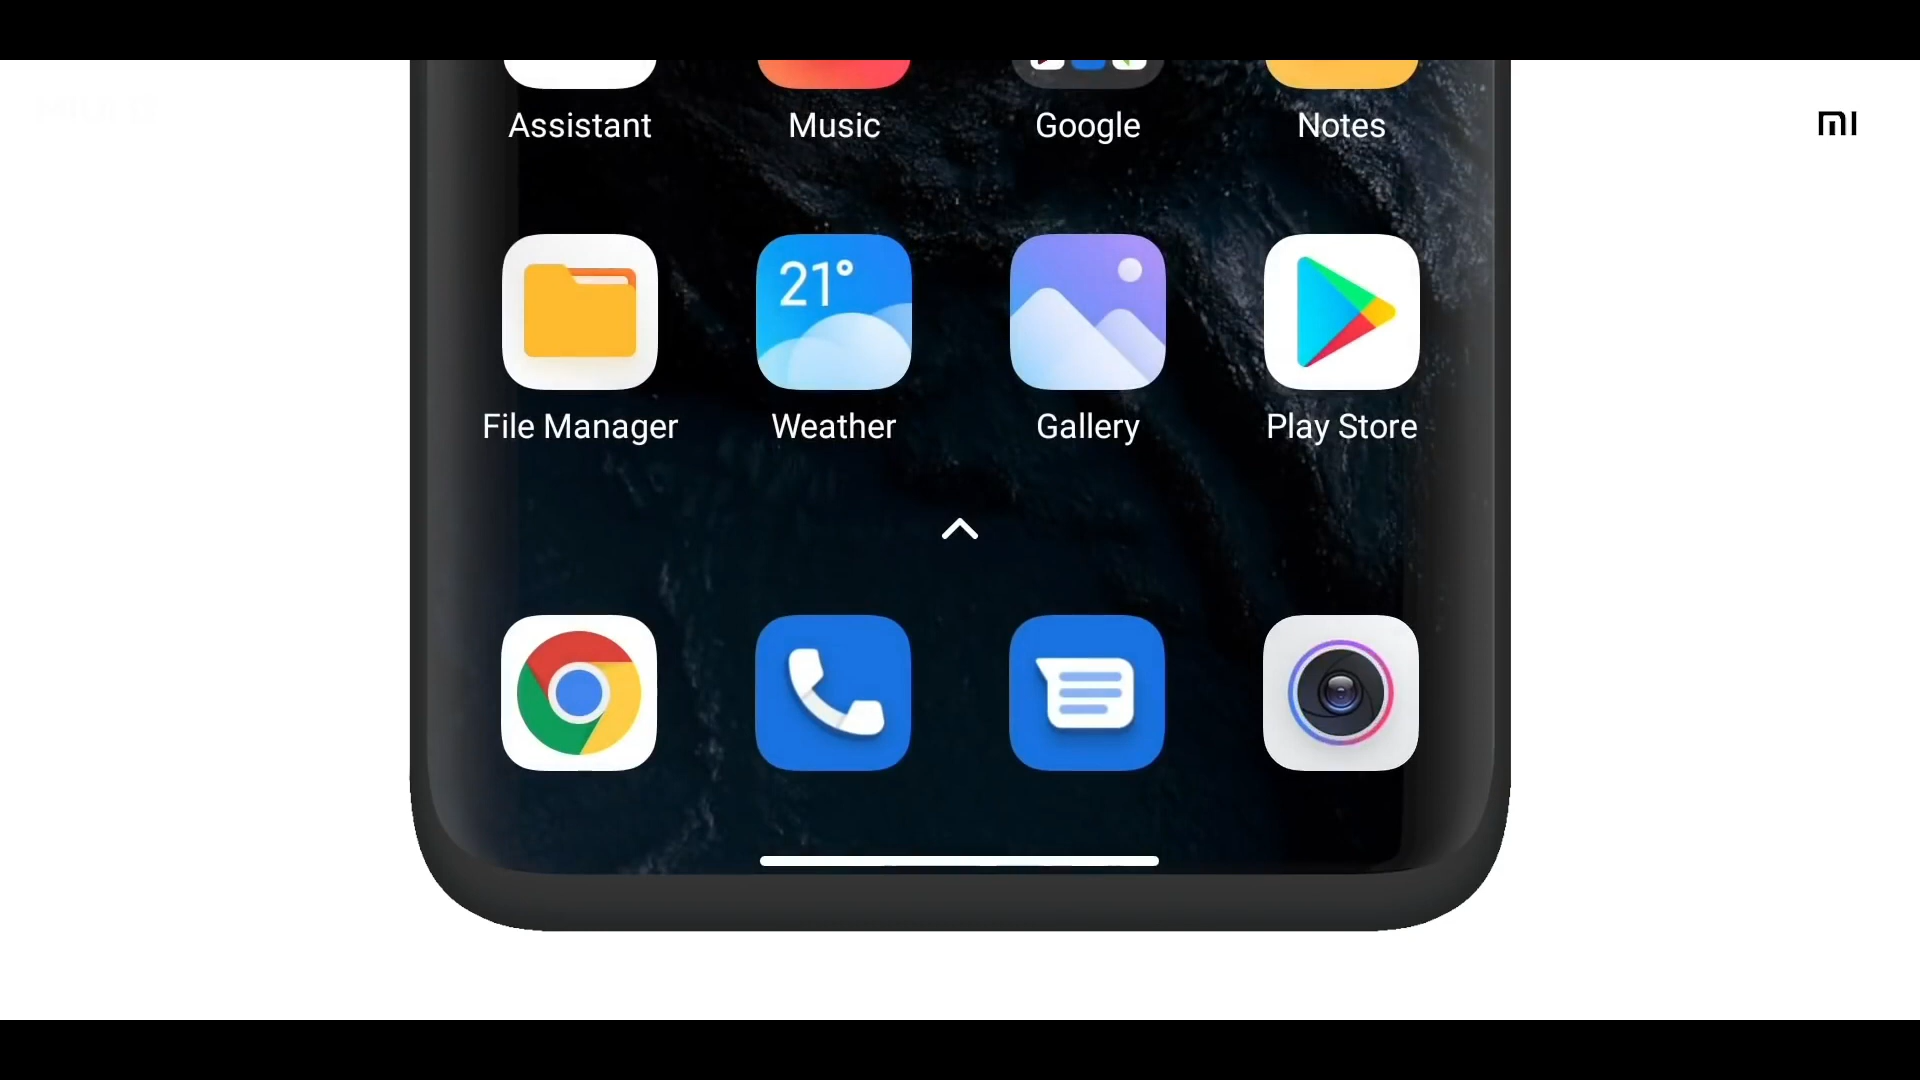 Assistant Music Google Notes
mi
21°
File Manager Weather Gallery Play Store